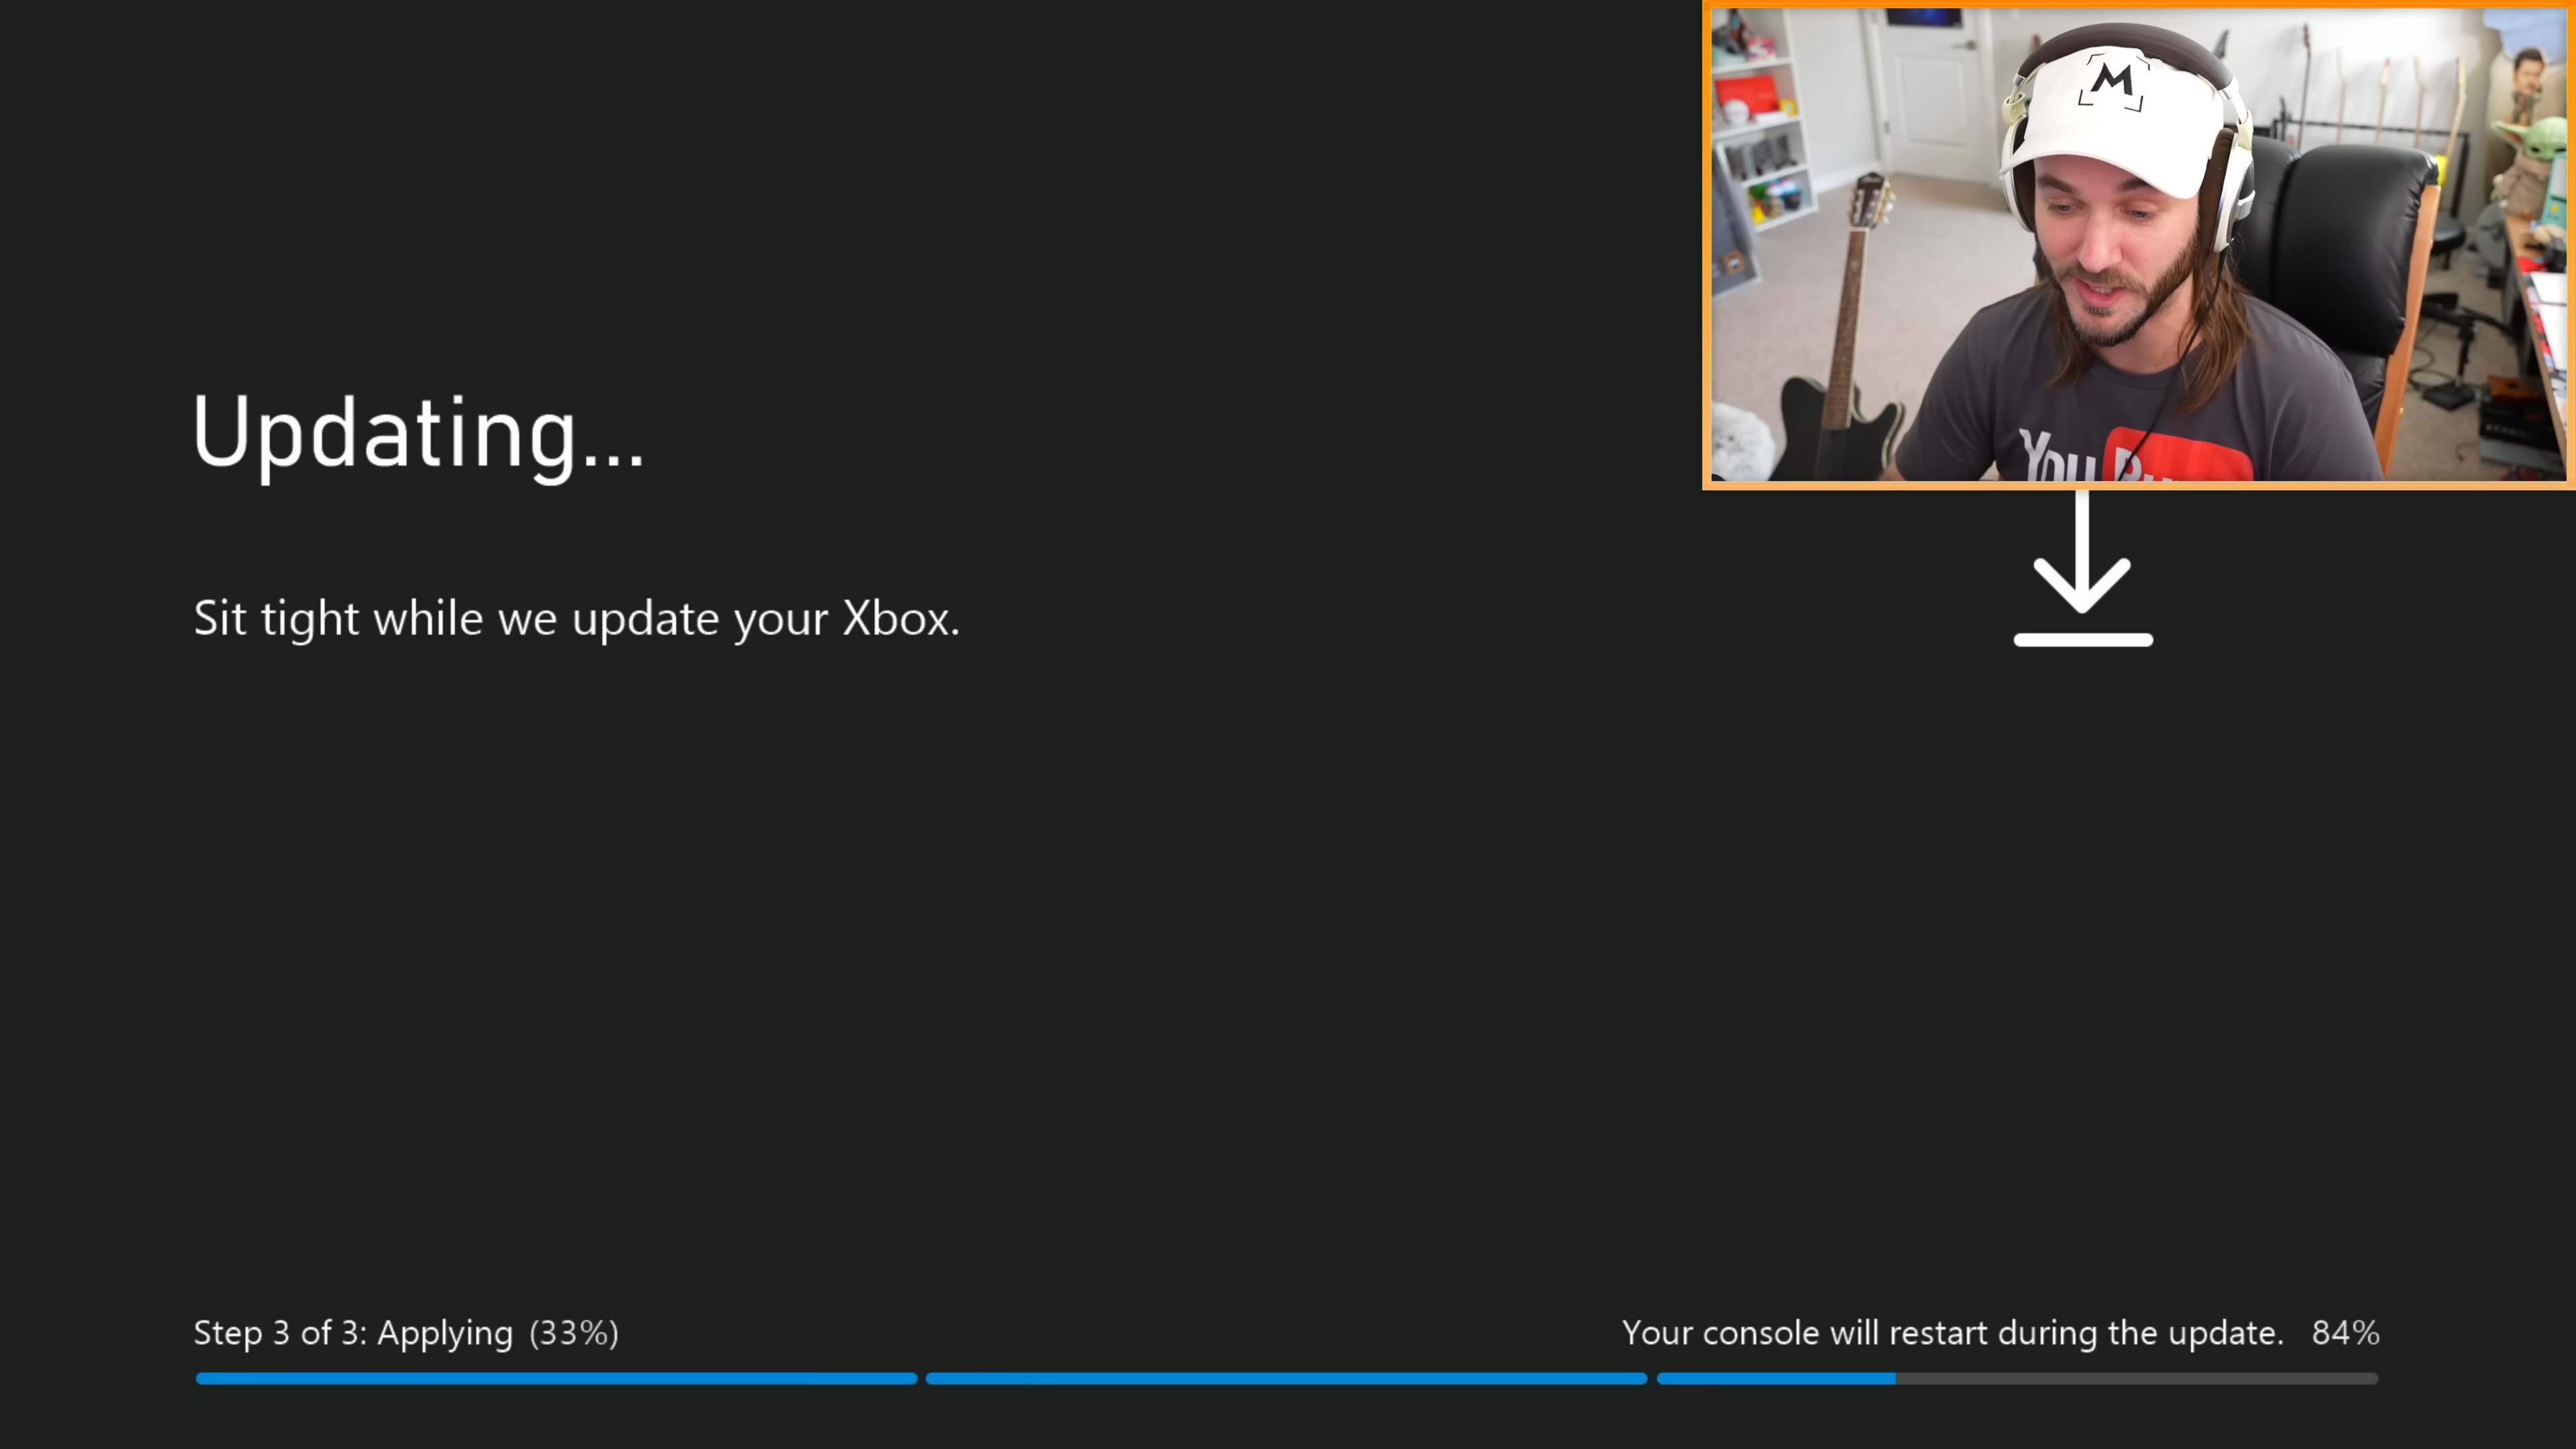 M
You
Updating...
Sit tight while we update your Xbox.
Step 3 of 3: Applying (33%)
Your console will restart during the update. 84%